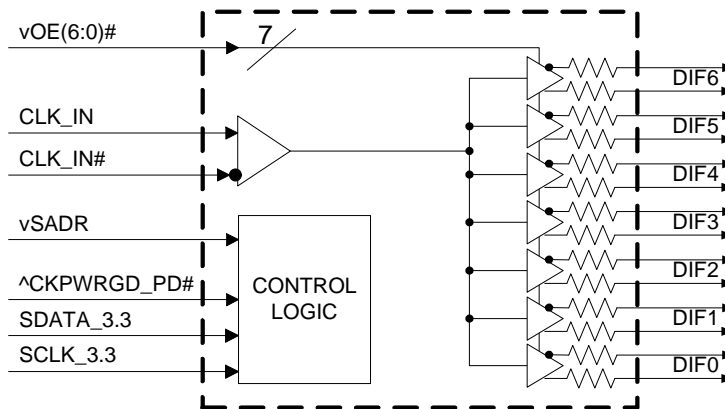 vOE(6:0)#
7
DIF6
CLK_IN
DIF5
CLK_IN#
DIF4
vSADR
DIF3
^CKPWRGD_PD#
CONTROL
LOGIC
DIF2
SDATA_3.3
DIF1
SCLK_3.3
DIF0